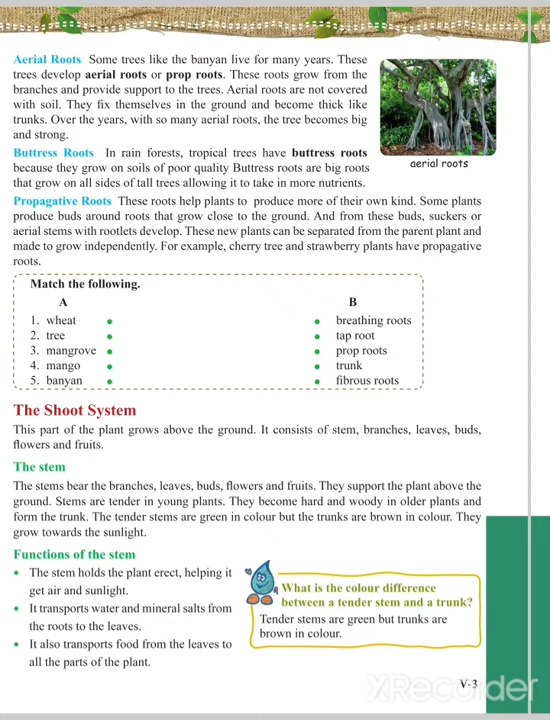 Aerial Roots Some trees like the banyan live for many years. These
trees develop aerial roots or prop roots. These roots grow from the
branches and provide support to the trees. Aerial roots are not covered
with soil. They fix themselves in the ground and become thick like
trunks. Over the years, with so many aerial roots, the tree becomes big
and strong.
aerial roots
Buttress Roots In rain forests, tropical trees have buttress roots
because they grow on soils of poor quality Buttress roots are big roots
that grow on all sides of tall trees allowing it to take in more nutrients.
Propagative Roots These roots help plants to produce more of their own kind. Some plants
produce buds around roots that grow close to the ground. And from these buds, suckers or
aerial stems with rootlets develop. These new plants can be separated from the parent plant and
made to grow independently. For example, cherry tree and strawberry plants have propagative
roots.
Match the following.
A B
1. wheat • • breathing roots
2. tree • • tap root
3. mangrove • • prop roots
4. mango • • trunk
5. banyan • • fibrous roots
The Shoot System
This part of the plant grows above the ground. It consists of stem, branches, leaves, buds,
flowers and fruits.
The stem
The stems bear the branches, leaves, buds, flowers and fruits. They support the plant above the
ground. Stems are tender in young plants. They become hard and woody in older plants and
form the trunk. The tender stems are green in colour but the trunks are brown in colour. They
grow towards the sunlight.
Functions of the stem
• The stem holds the plant erect, helping it
get air and sunlight.
• It transports water and mineral salts from
the roots to the leaves.
• It also transports food from the leaves to
all the parts of the plant.
What is the colour difference
between a tender stem and a trunk?
Tender stems are green but trunks are
brown in colour.
V-3
XRecorder